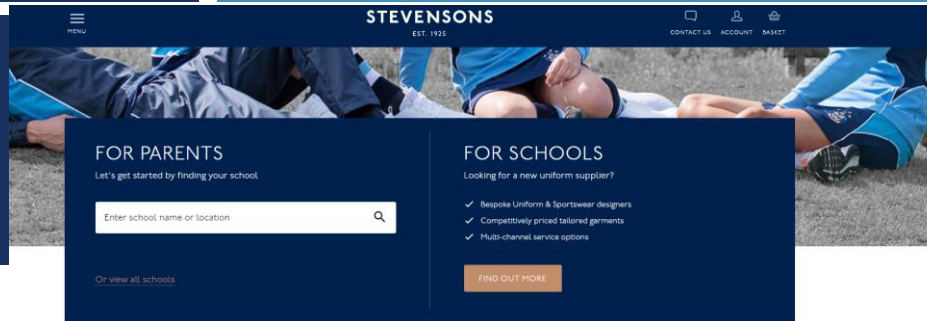 MENU
STEVENSONS
EST. 1925
CONTACT US ACCOUNT BASKET
FOR PARENTS
Let's get started by finding your school
Enter school name or location
Or view all schools
FOR SCHOOLS
Looking for a new uniform supplier?
Bespoke Uniform & Sportswear designers
Competitively priced tailored garments
Multi-channel service options
FIND OUT MORE